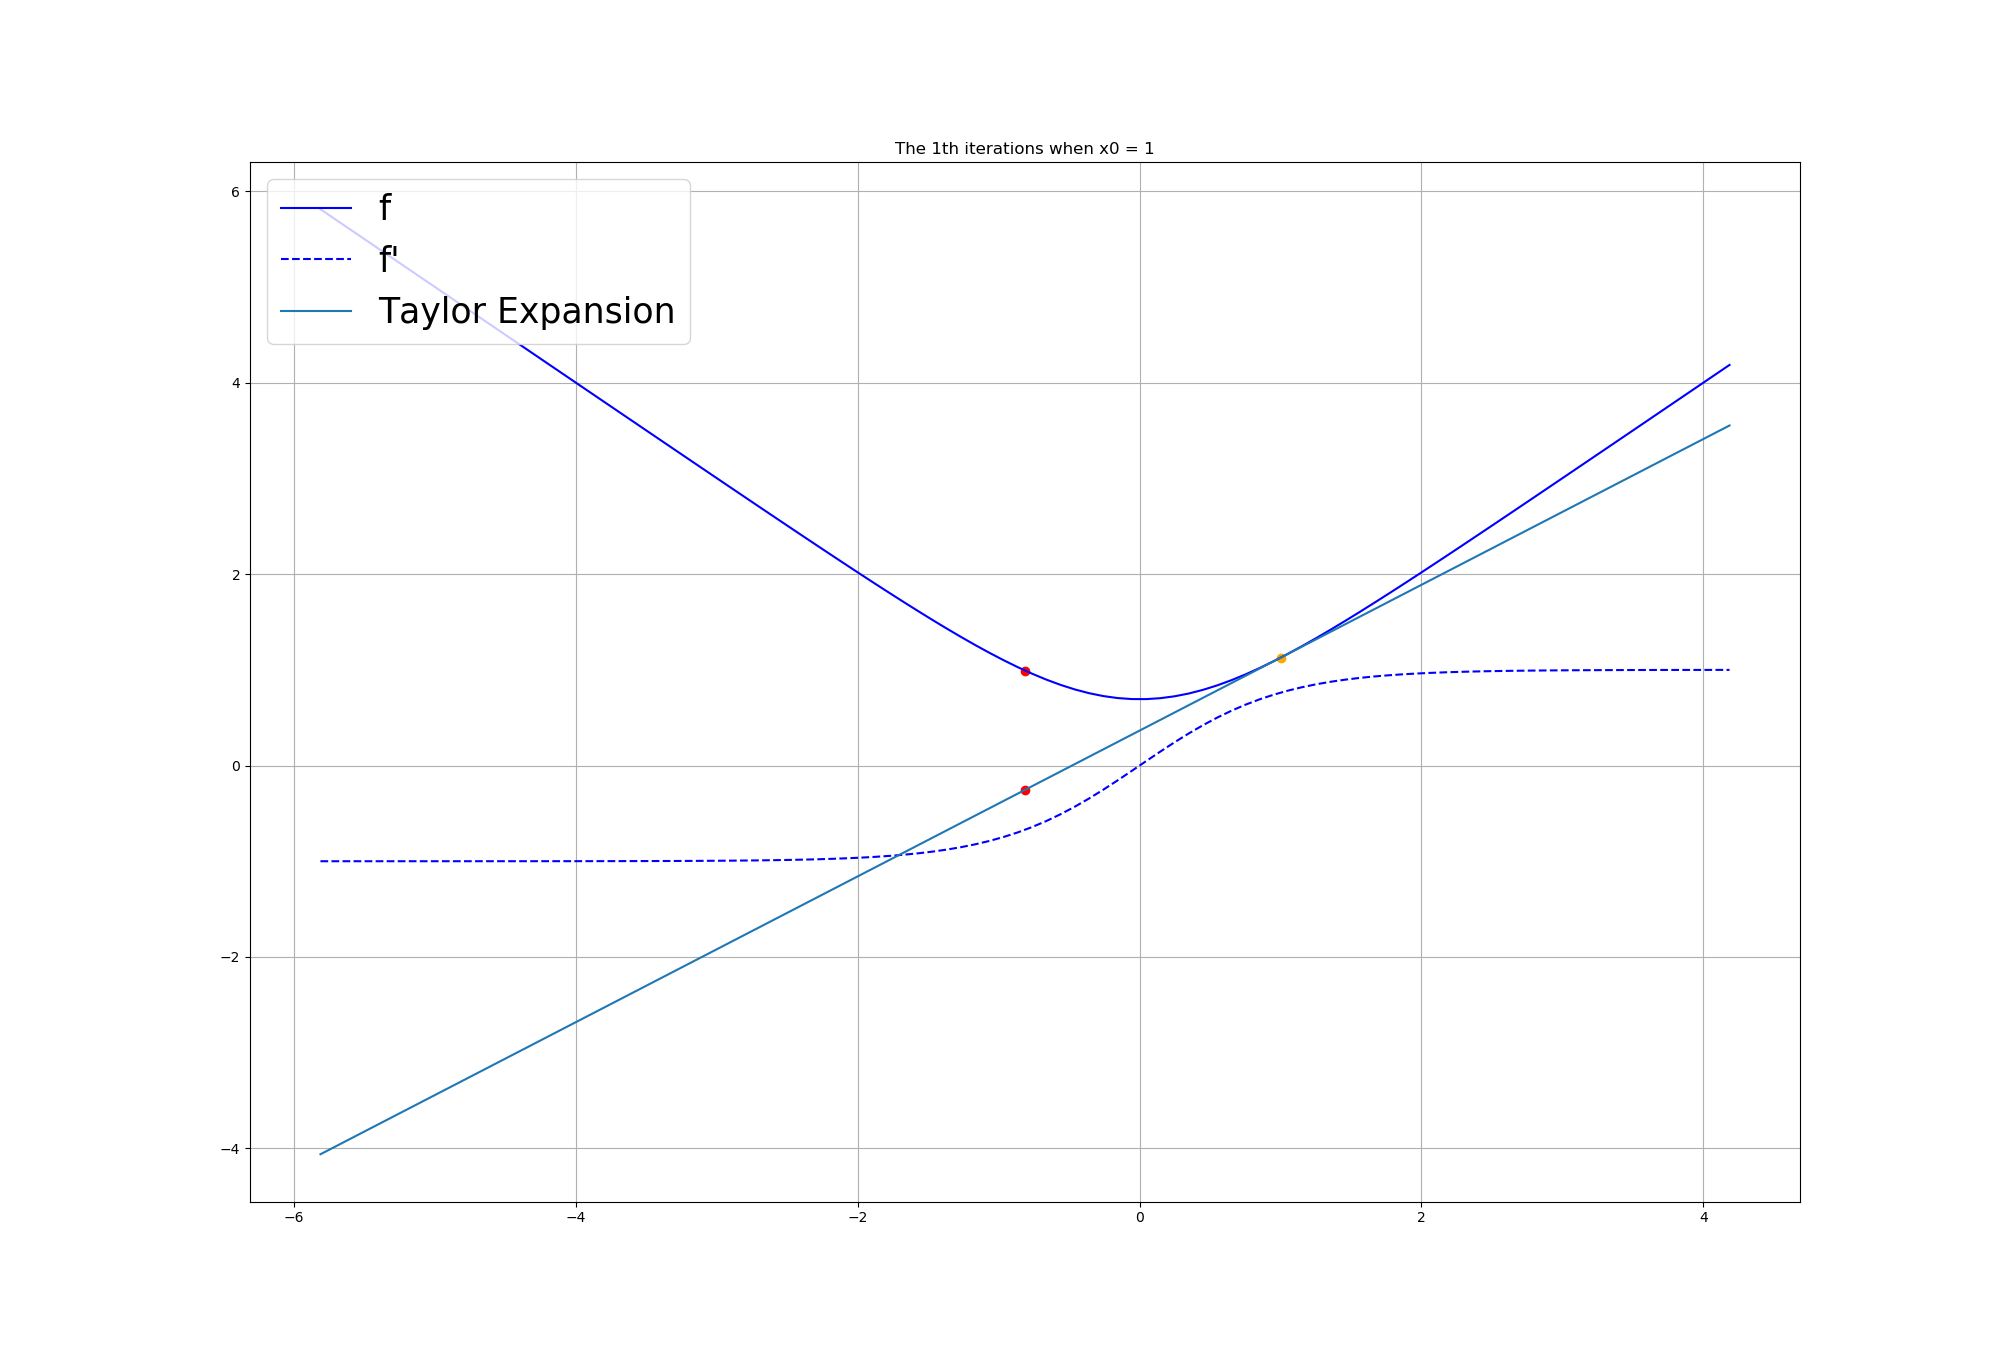 The 1th iterations when x0 = 1
f
f'
Taylor Expansion
6
4
2
0
−2
−4
−6 −4 −2 0 2 4